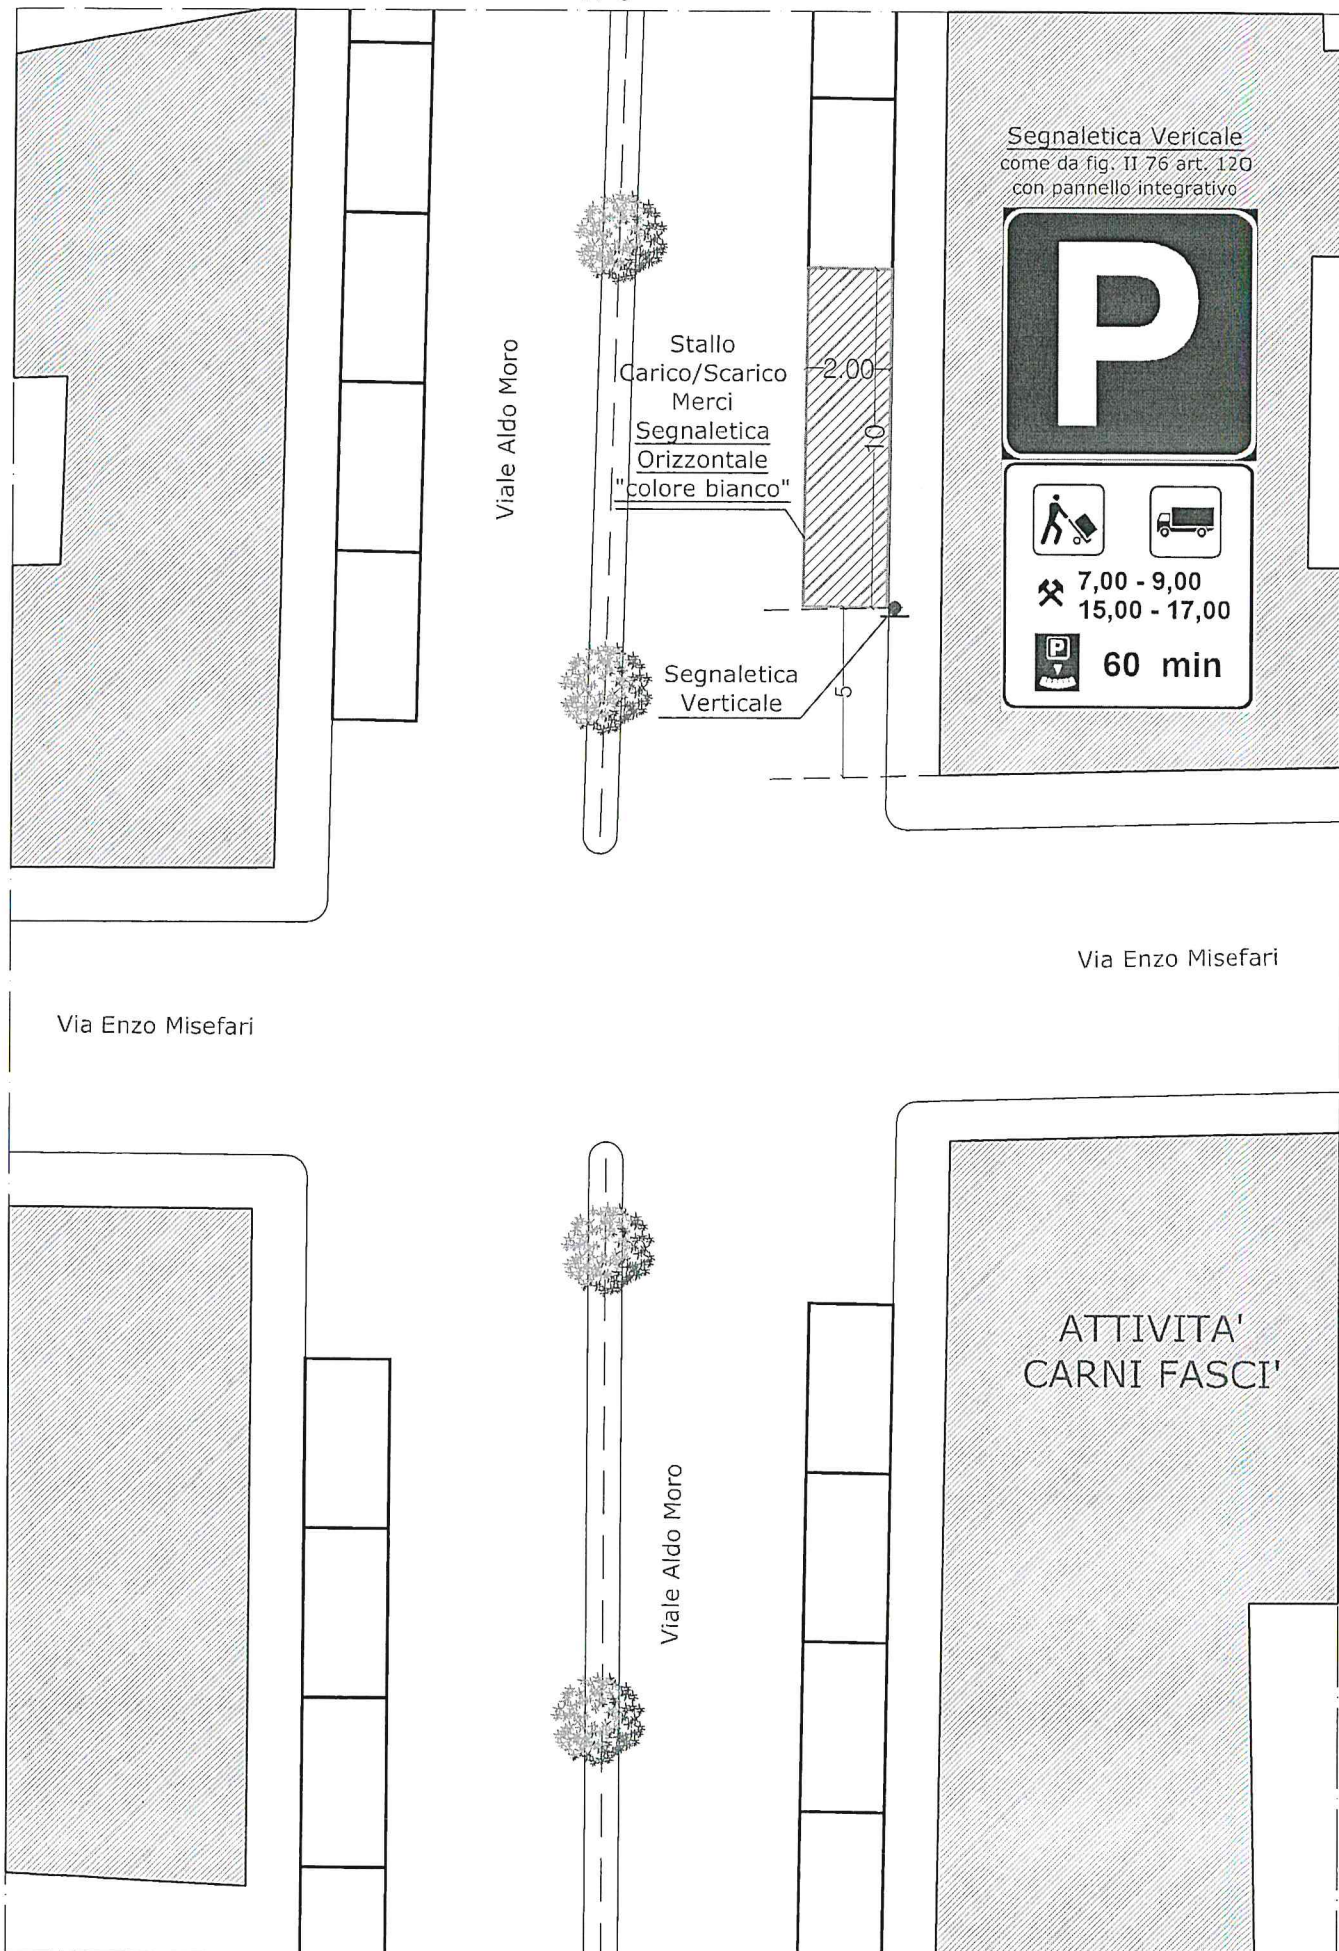 Segnaletica Vericale
come da fig. II 76 art. 120
con pannello integrativo
P
7,00 - 9,00
15,00 - 17,00
P
60 min
Viale Aldo Moro
Stallo
Carico/Scarico
Merci
Segnaletica
Orizzontale
"colore bianco"
2.00
10
Segnaletica
Verticale
5
Via Enzo Misefari
Via Enzo Misefari
ATTIVITA'
CARNI FASCI'
Viale Aldo Moro